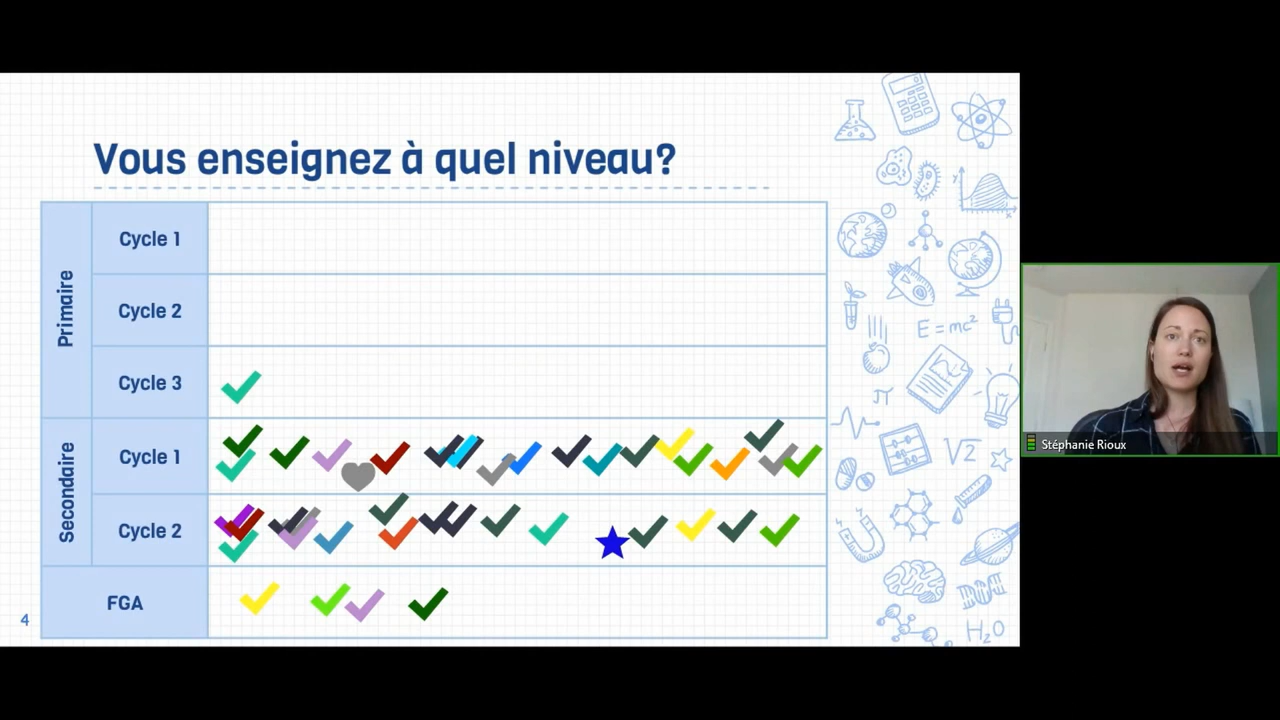 Vous enseignez à quel niveau?
Primaire
Cycle 1
Cycle 2
Cycle 3
Secondaire
Cycle 1
Cycle 2
FGA
4
y
x
E=mc²
π
√2
H₂O
Stéphanie Rioux